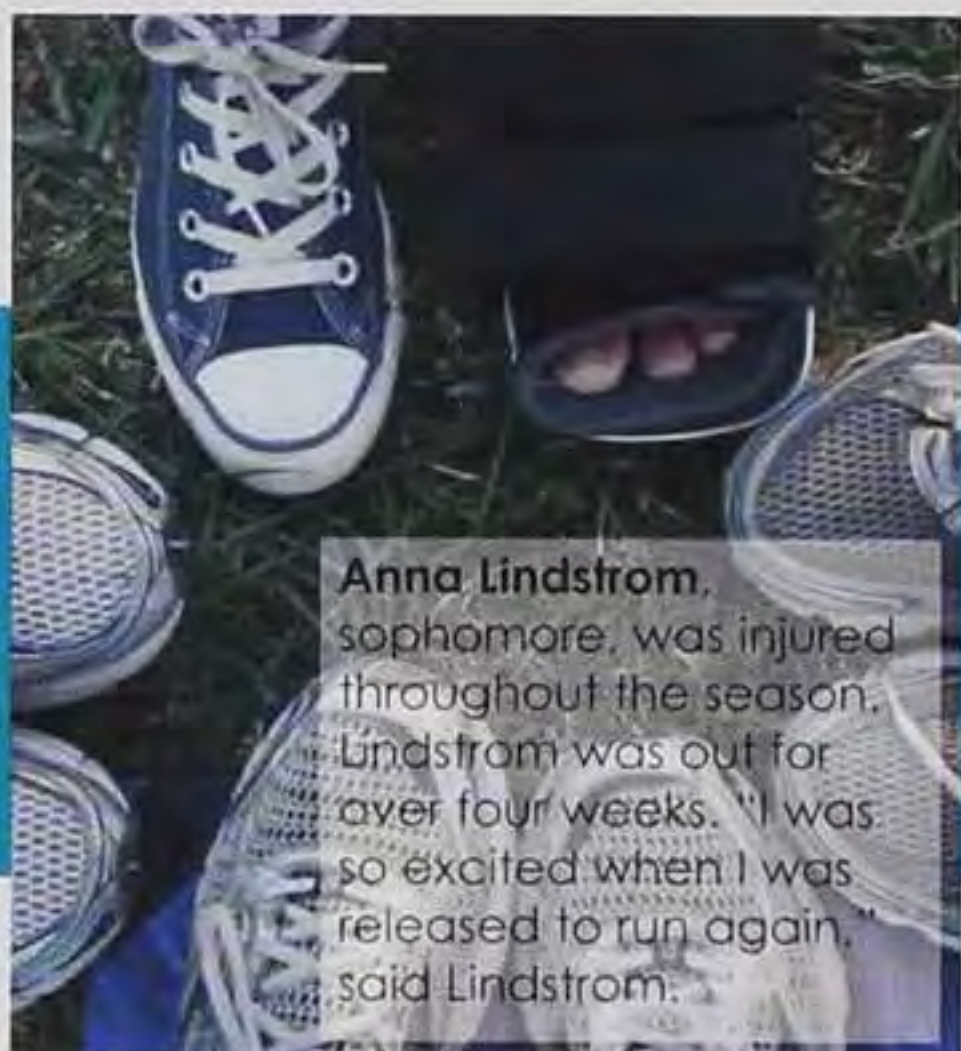 Anna Lindstrom,
sophomore, was injured
throughout the season.
Lindstrom was out for
over four weeks. "I was
so excited when I was
released to run again,"
said Lindstrom.